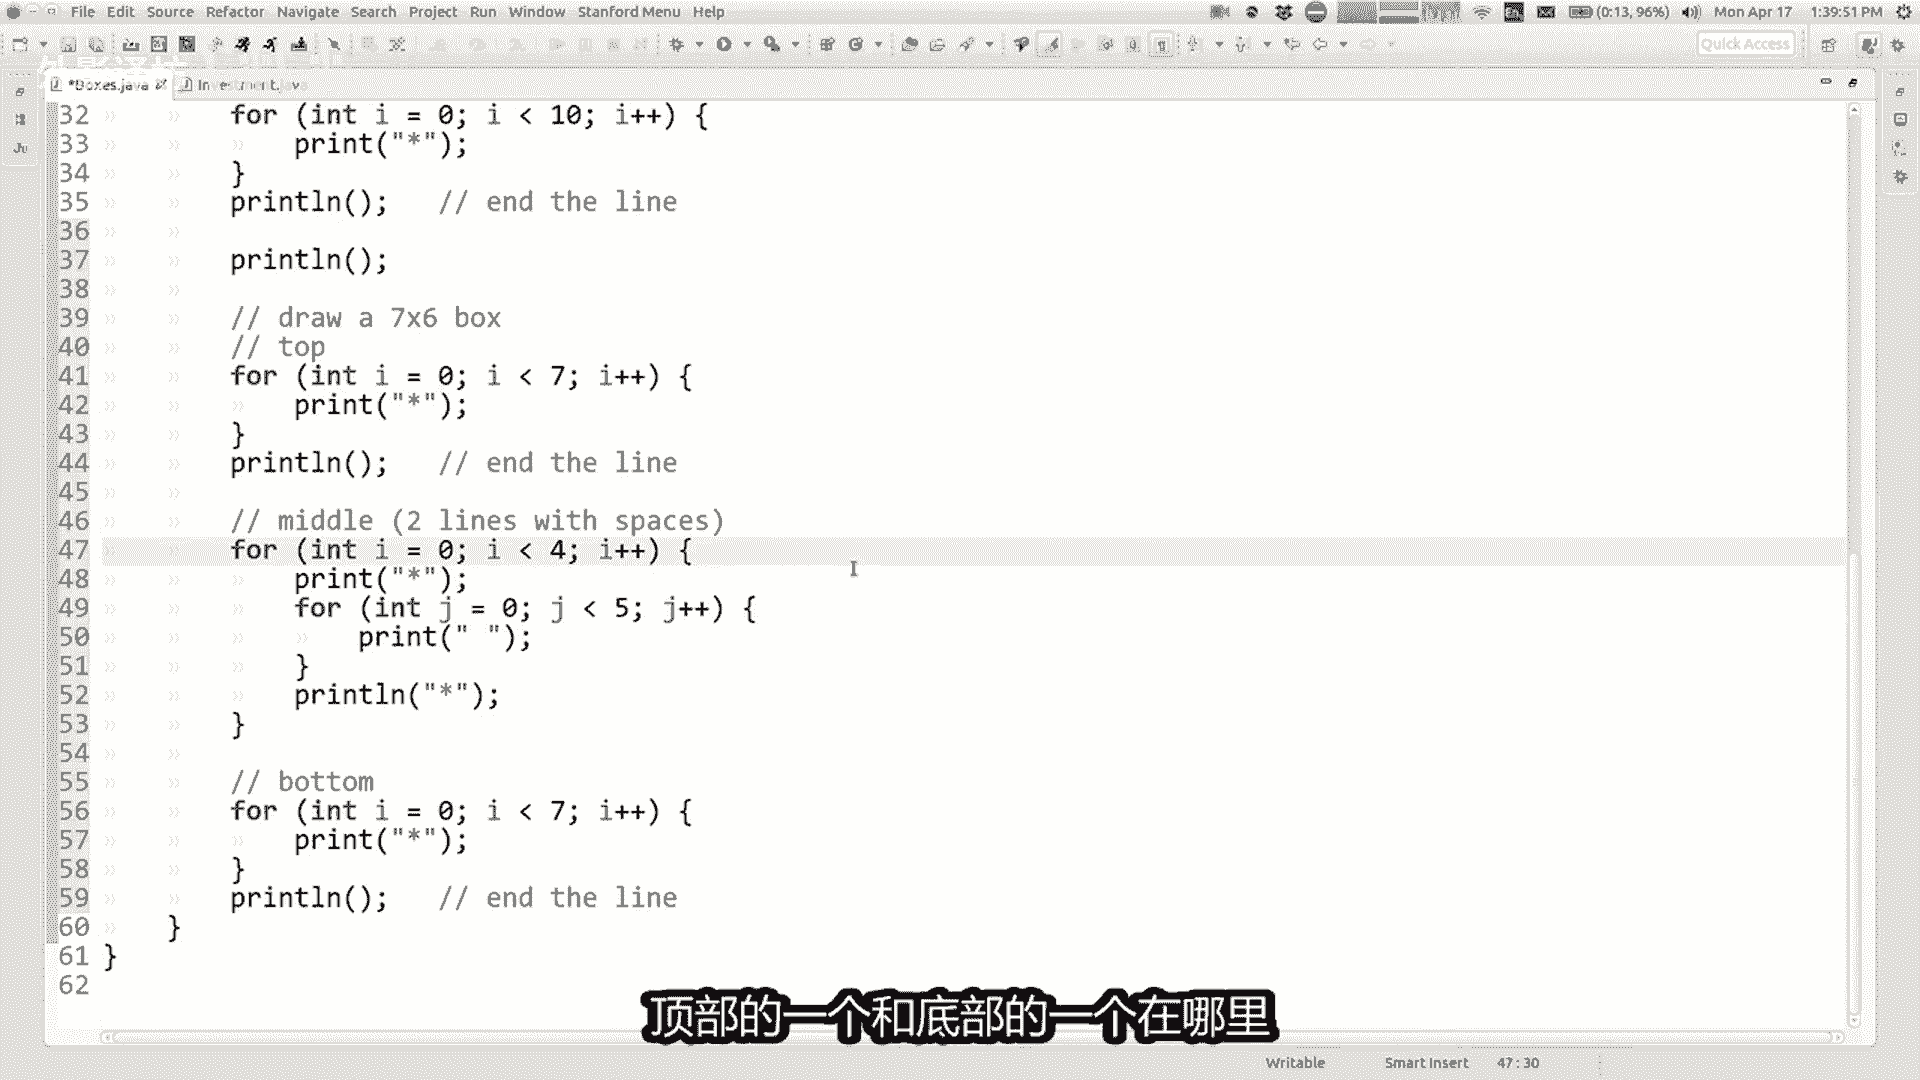 File Edit Source Refactor Navigate Search Project Run Window Stanford Menu Help (0:13, 96%) Mon Apr 17 1:39:51 PM
Quick Access
*Boxes.java Investment.java
32 for (int i = 0; i < 10; i++) {
33 print("*");
34 }
35 println(); // end the line
36
37 println();
38
39 // draw a 7x6 box
40 // top
41 for (int i = 0; i < 7; i++) {
42 print("*");
43 }
44 println(); // end the line
45
46 // middle (2 lines with spaces)
47 for (int i = 0; i < 4; i++) {
48 print("*");
49 for (int j = 0; j < 5; j++) {
50 print(" ");
51 }
52 println("*");
53 }
54
55 // bottom
56 for (int i = 0; i < 7; i++) {
57 print("*");
58 }
59 println(); // end the line
60 }
61 }
62
顶部的一个和底部的一个在哪里
Writable Smart Insert 47 : 30